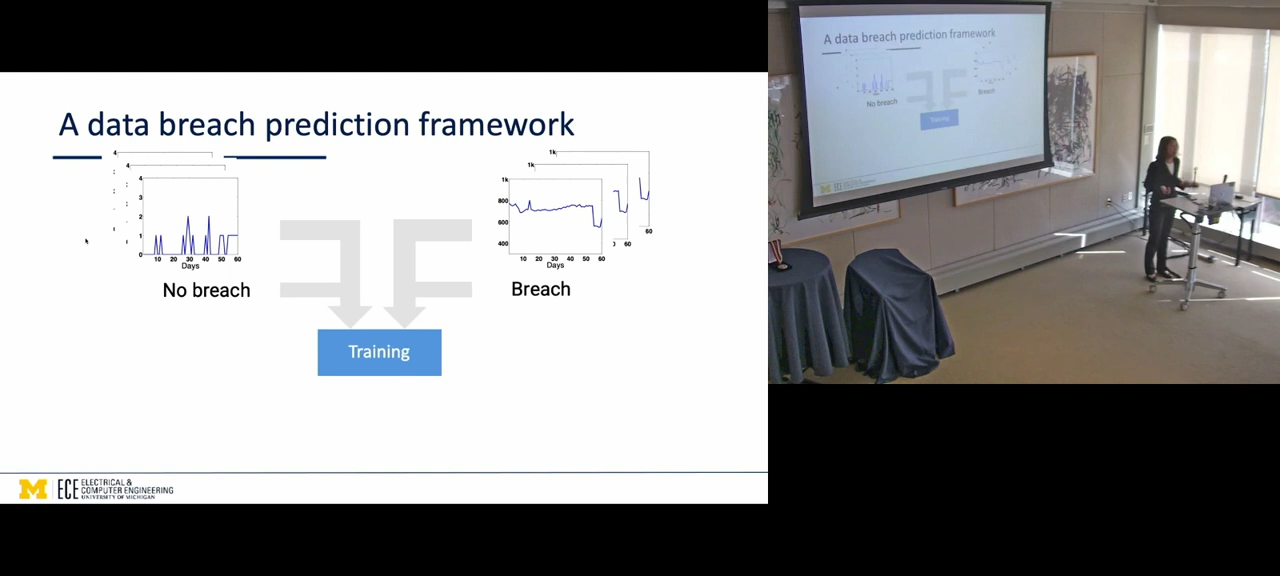 A data breach prediction framework
4
4
4
3
2
1
0
10 20 30 40 50 60
Days
No breach
1k
1k
1k
800
600
400
10 20 30 40 50 60
Days
60
60
Breach
Training
M ECE ELECTRICAL &
COMPUTER ENGINEERING
UNIVERSITY OF MICHIGAN
A data breach prediction framework
No breach
Breach
Training